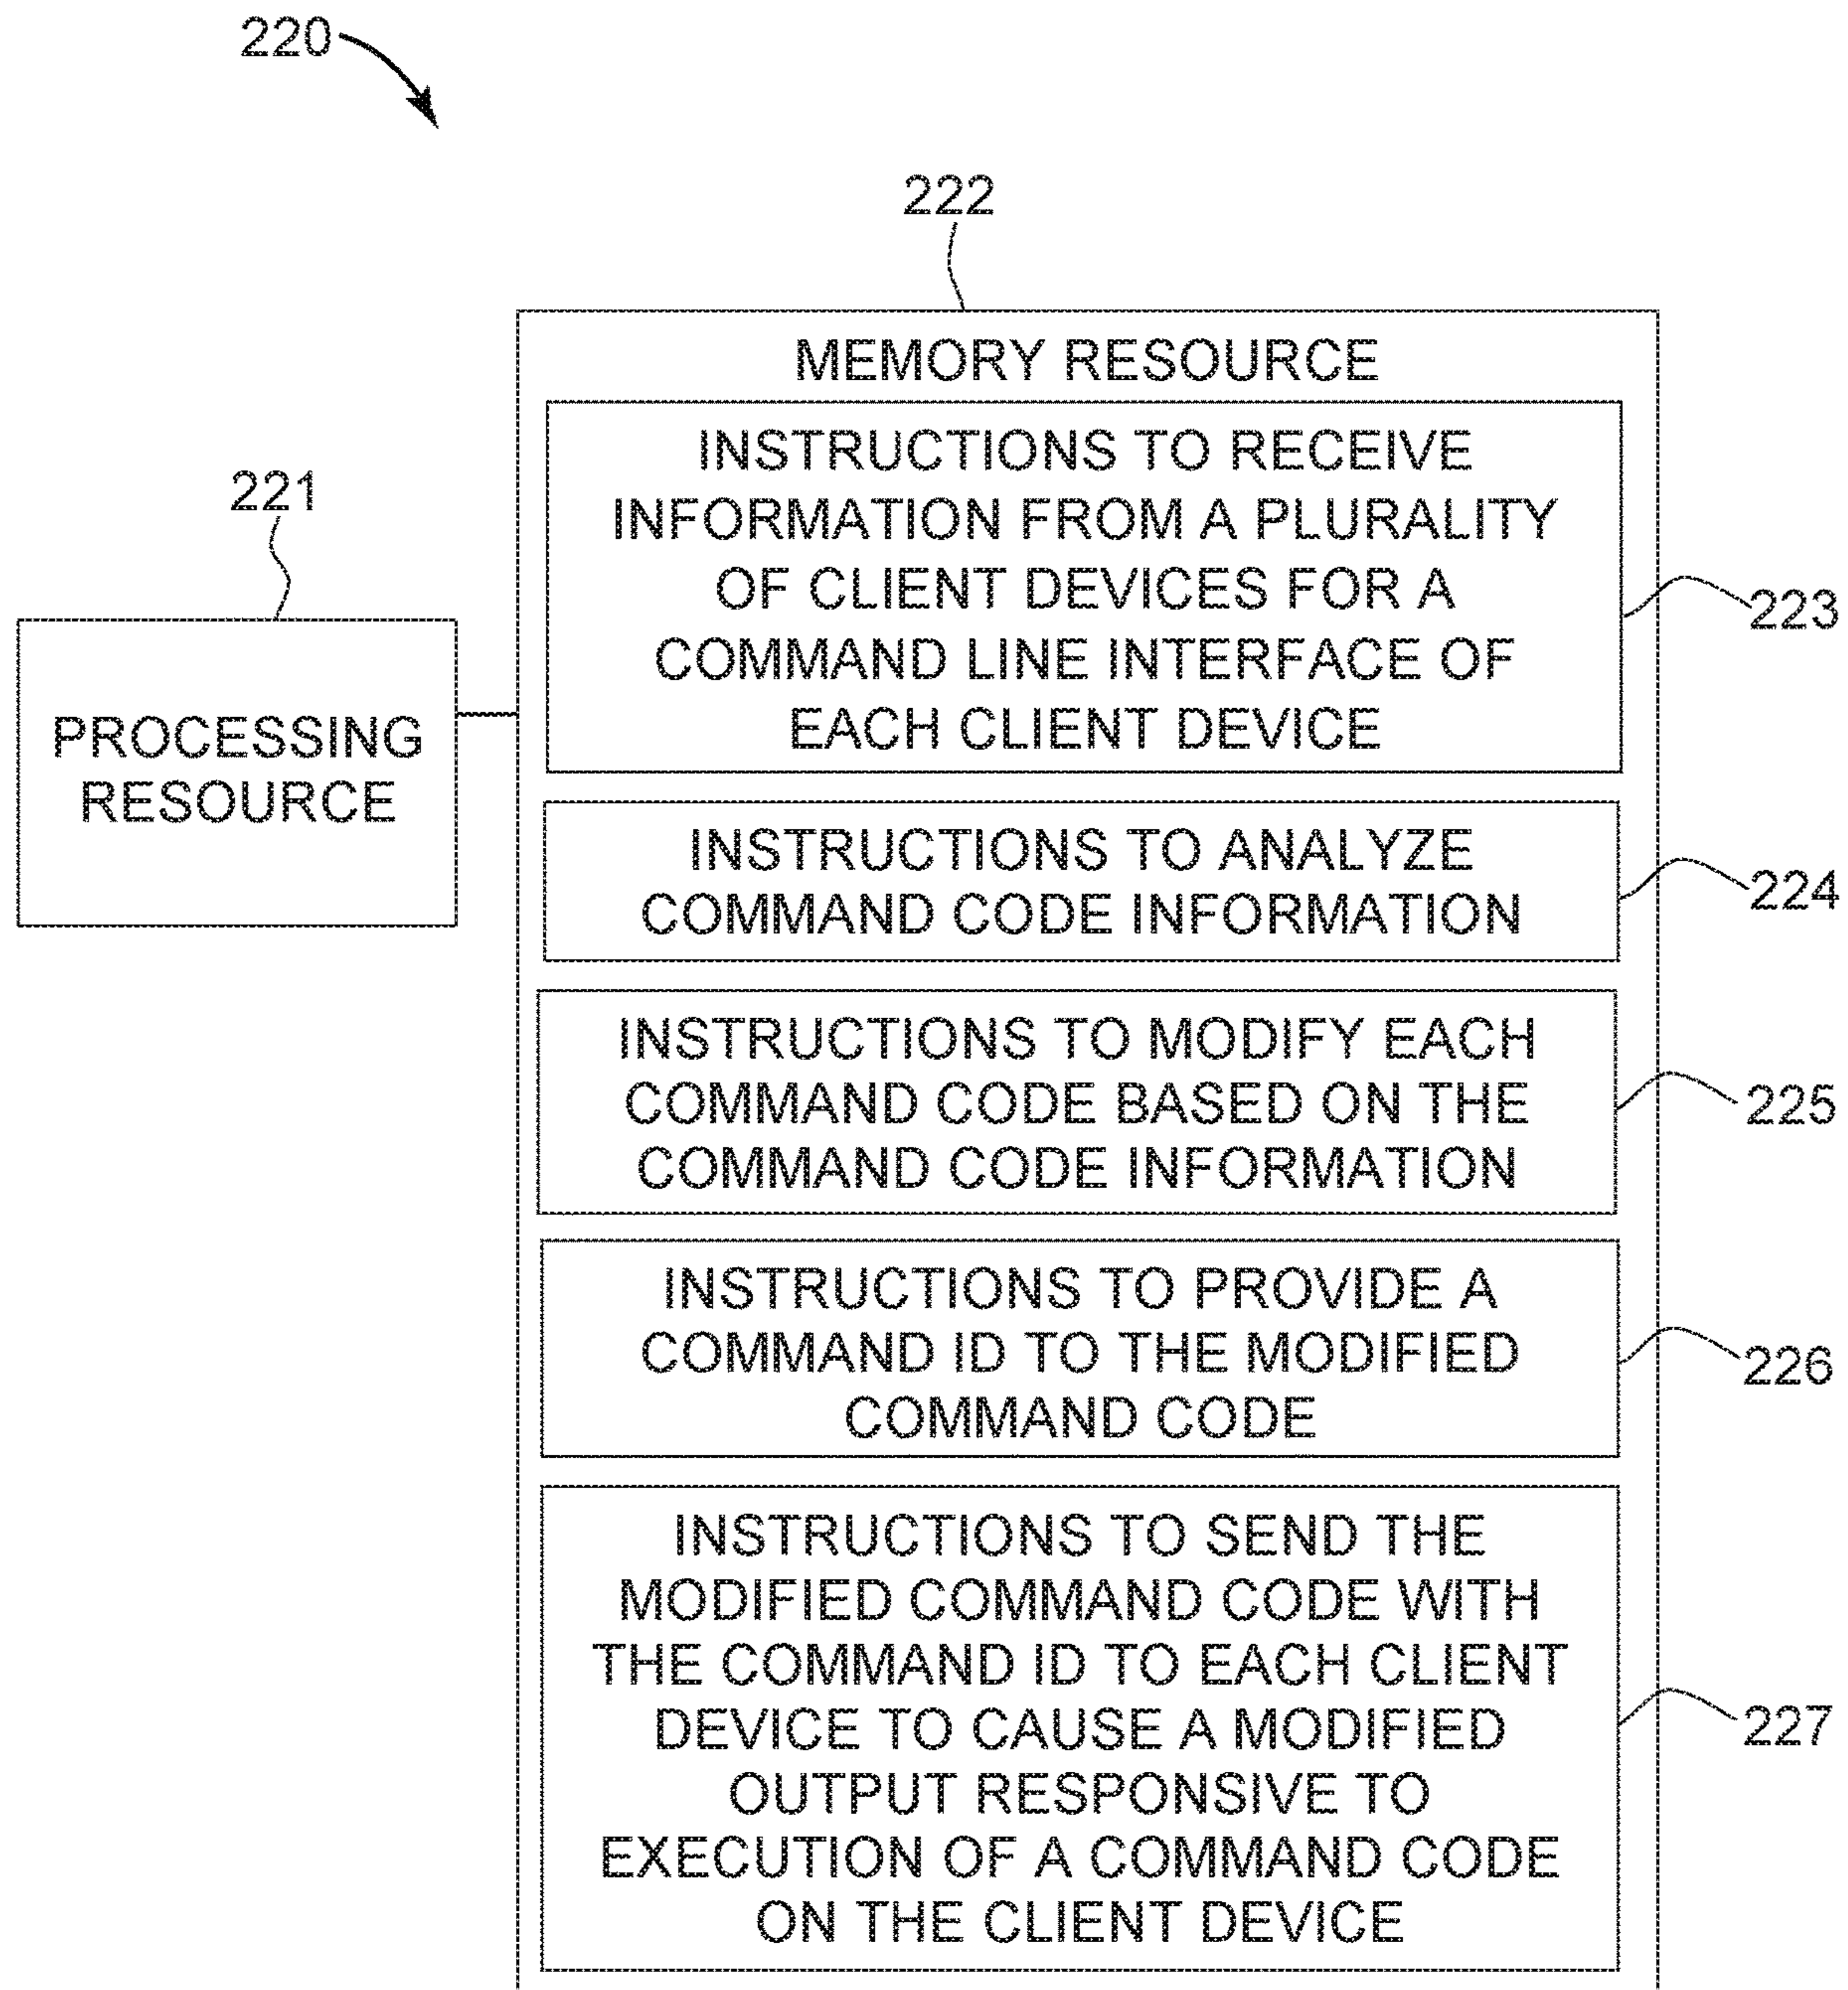 220
222
MEMORY RESOURCE
INSTRUCTIONS TO RECEIVE
INFORMATION FROM A PLURALITY
OF CLIENT DEVICES FOR A
COMMAND LINE INTERFACE OF
EACH CLIENT DEVICE
223
221
PROCESSING
RESOURCE
INSTRUCTIONS TO ANALYZE
COMMAND CODE INFORMATION
224
INSTRUCTIONS TO MODIFY EACH
COMMAND CODE BASED ON THE
COMMAND CODE INFORMATION
225
INSTRUCTIONS TO PROVIDE A
COMMAND ID TO THE MODIFIED
COMMAND CODE
226
INSTRUCTIONS TO SEND THE
MODIFIED COMMAND CODE WITH
THE COMMAND ID TO EACH CLIENT
DEVICE TO CAUSE A MODIFIED
OUTPUT RESPONSIVE TO
EXECUTION OF A COMMAND CODE
ON THE CLIENT DEVICE
227